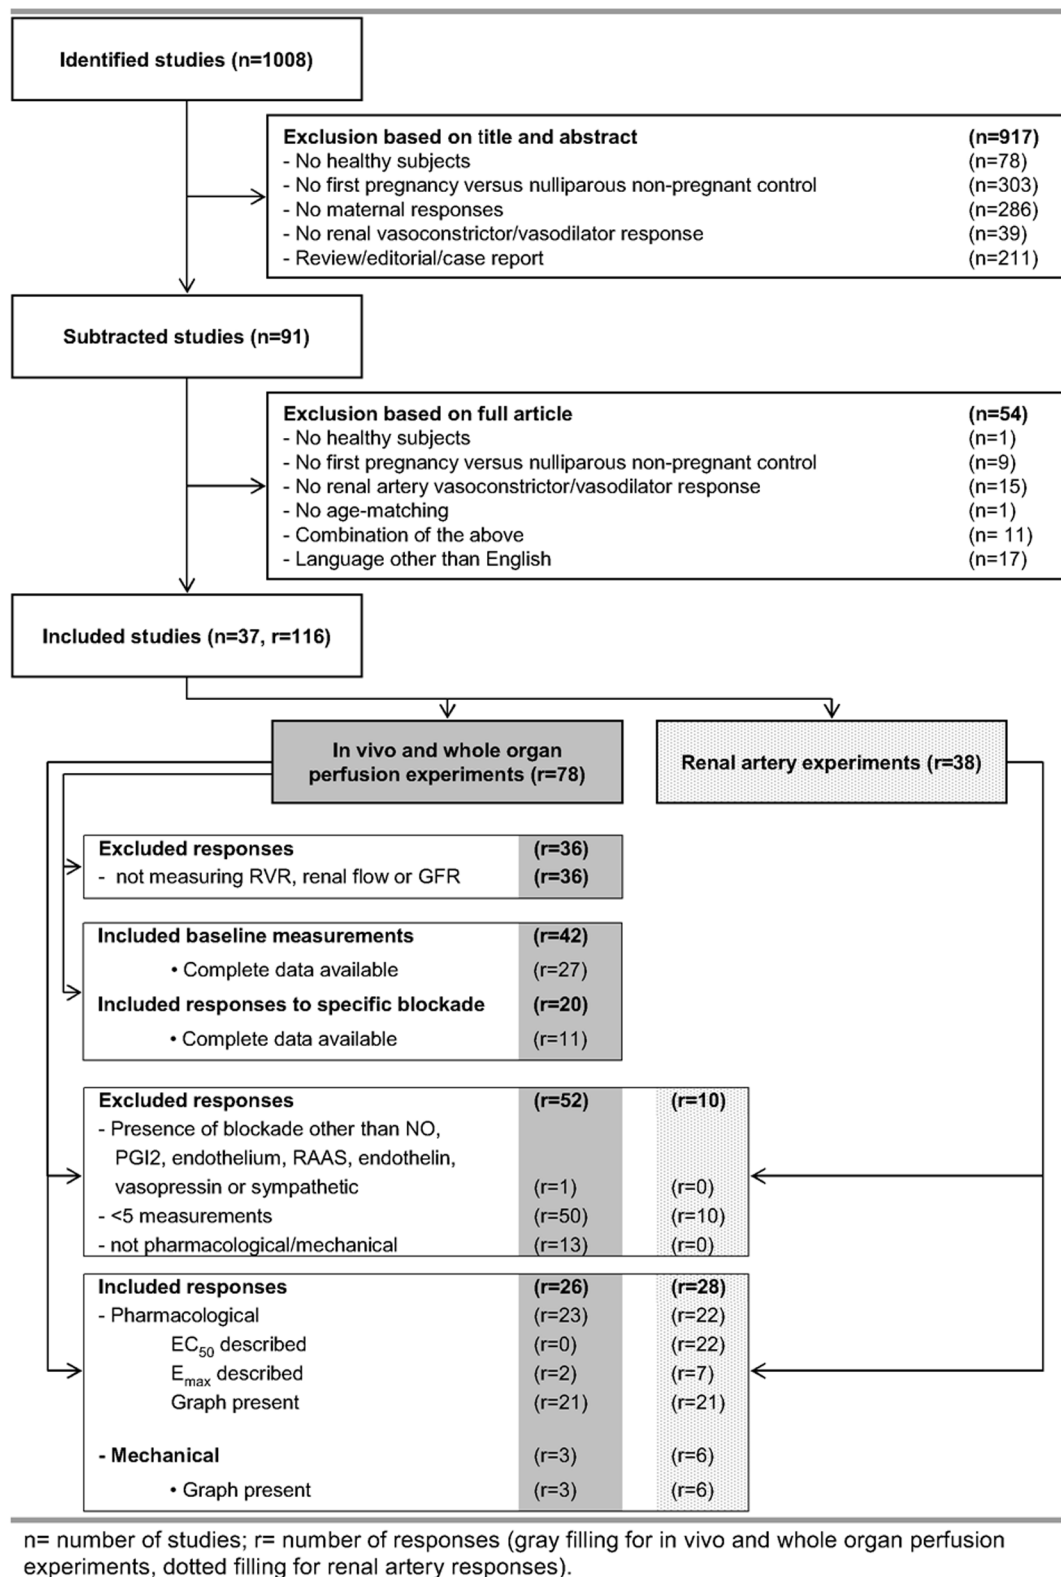 Identified studies (n=1008)
Exclusion based on title and abstract (n=917)
- No healthy subjects (n=78)
- No first pregnancy versus nulliparous non-pregnant control (n=303)
- No maternal responses (n=286)
- No renal vasoconstrictor/vasodilator response (n=39)
- Review/editorial/case report (n=211)
Subtracted studies (n=91)
Exclusion based on full article (n=54)
- No healthy subjects (n=1)
- No first pregnancy versus nulliparous non-pregnant control (n=9)
- No renal artery vasoconstrictor/vasodilator response (n=15)
- No age-matching (n=1)
- Combination of the above (n= 11)
- Language other than English (n=17)
Included studies (n=37, r=116)
In vivo and whole organ
perfusion experiments (r=78)
Renal artery experiments (r=38)
Excluded responses (r=36)
- not measuring RVR, renal flow or GFR (r=36)
Included baseline measurements (r=42)
• Complete data available (r=27)
Included responses to specific blockade (r=20)
• Complete data available (r=11)
Excluded responses (r=52) (r=10)
- Presence of blockade other than NO,
PGI2, endothelium, RAAS, endothelin,
vasopressin or sympathetic (r=1) (r=0)
- <5 measurements (r=50) (r=10)
- not pharmacological/mechanical (r=13) (r=0)
Included responses (r=26) (r=28)
- Pharmacological (r=23) (r=22)
EC50 described (r=0) (r=22)
Emax described (r=2) (r=7)
Graph present (r=21) (r=21)
- Mechanical (r=3) (r=6)
• Graph present (r=3) (r=6)
n= number of studies; r= number of responses (gray filling for in vivo and whole organ perfusion
experiments, dotted filling for renal artery responses).